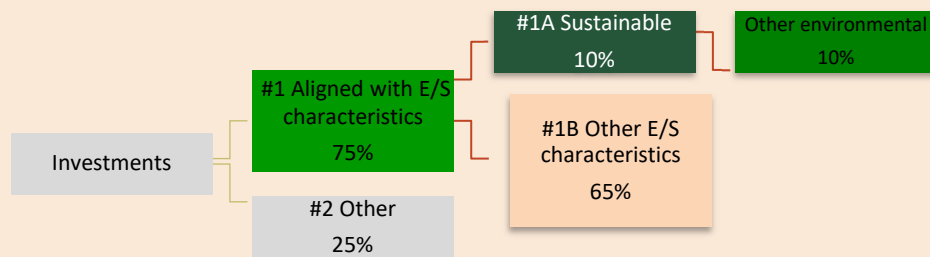 Investments
#1 Aligned with E/S
characteristics
75%
#2 Other
25%
#1A Sustainable
10%
#1B Other E/S
characteristics
65%
Other environmental
10%